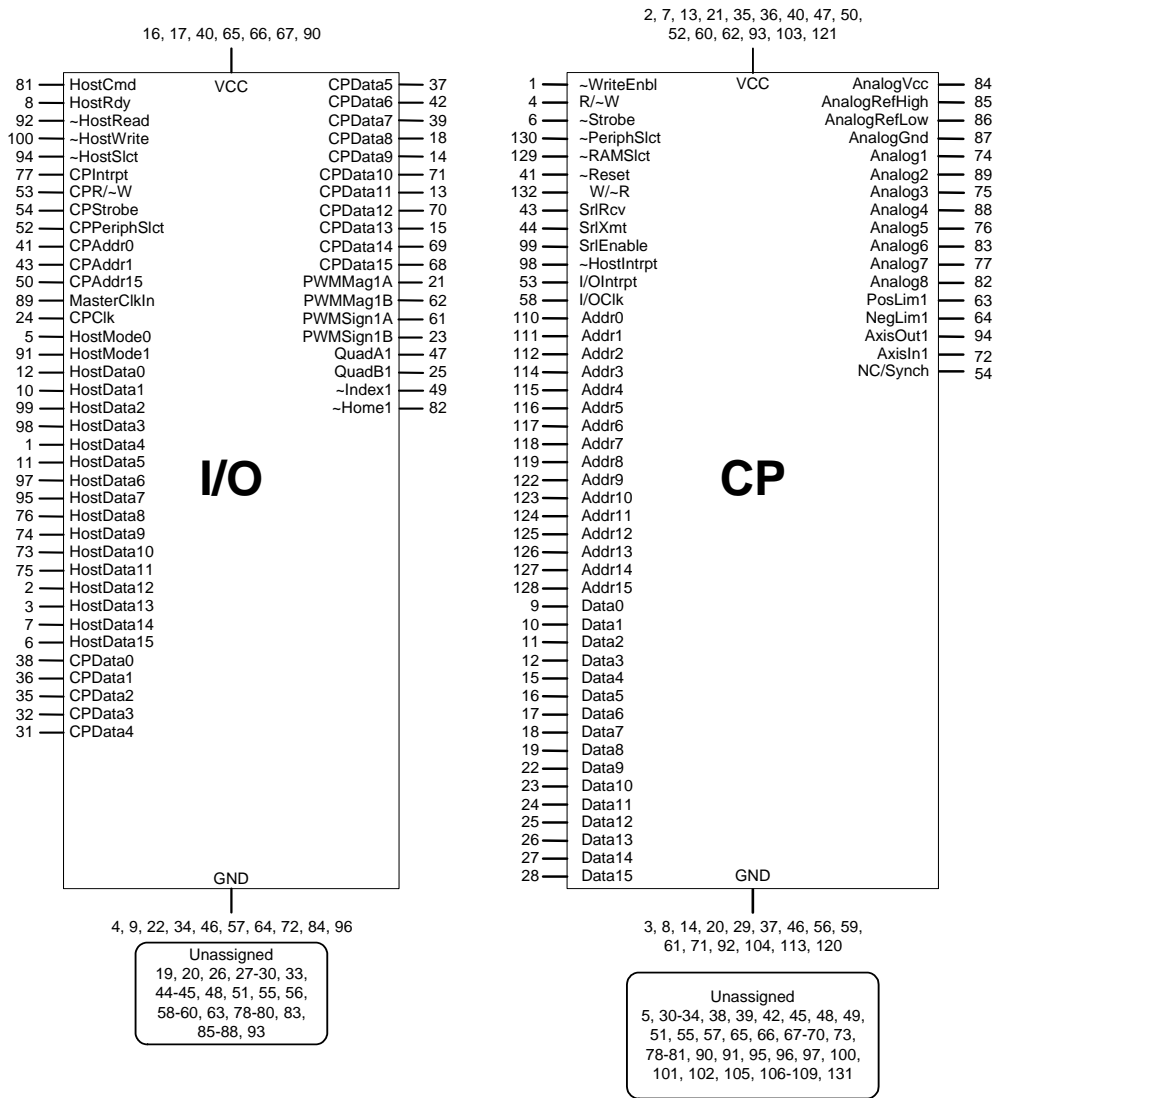 16, 17, 40, 65, 66, 67, 90
VCC
81 HostCmd
8 HostRdy
92 ~HostRead
100 ~HostWrite
94 ~HostSlct
77 CPIntrpt
53 CPR/~W
54 CPStrobe
52 CPPeriphSlct
41 CPAddr0
43 CPAddr1
50 CPAddr15
89 MasterClkIn
24 CPClk
5 HostMode0
91 HostMode1
12 HostData0
10 HostData1
99 HostData2
98 HostData3
1 HostData4
11 HostData5
97 HostData6
95 HostData7
76 HostData8
74 HostData9
73 HostData10
75 HostData11
2 HostData12
3 HostData13
7 HostData14
6 HostData15
38 CPData0
36 CPData1
35 CPData2
32 CPData3
31 CPData4
CPData5 37
CPData6 42
CPData7 39
CPData8 18
CPData9 14
CPData10 71
CPData11 13
CPData12 70
CPData13 15
CPData14 69
CPData15 68
PWMMag1A 21
PWMMag1B 62
PWMSign1A 61
PWMSign1B 23
QuadA1 47
QuadB1 25
~Index1 49
~Home1 82
I/O
GND
4, 9, 22, 34, 46, 57, 64, 72, 84, 96
Unassigned
19, 20, 26, 27-30, 33,
44-45, 48, 51, 55, 56,
58-60, 63, 78-80, 83,
85-88, 93
2, 7, 13, 21, 35, 36, 40, 47, 50,
52, 60, 62, 93, 103, 121
VCC
1 ~WriteEnbl
4 R/~W
6 ~Strobe
130 ~PeriphSlct
129 ~RAMSlct
41 ~Reset
132 W/~R
43 SrlRcv
44 SrlXmt
99 SrlEnable
98 ~HostIntrpt
53 I/OIntrpt
58 I/OClk
110 Addr0
111 Addr1
112 Addr2
114 Addr3
115 Addr4
116 Addr5
117 Addr6
118 Addr7
119 Addr8
122 Addr9
123 Addr10
124 Addr11
125 Addr12
126 Addr13
127 Addr14
128 Addr15
9 Data0
10 Data1
11 Data2
12 Data3
15 Data4
16 Data5
17 Data6
18 Data7
19 Data8
22 Data9
23 Data10
24 Data11
25 Data12
26 Data13
27 Data14
28 Data15
AnalogVcc 84
AnalogRefHigh 85
AnalogRefLow 86
AnalogGnd 87
Analog1 74
Analog2 89
Analog3 75
Analog4 88
Analog5 76
Analog6 83
Analog7 77
Analog8 82
PosLim1 63
NegLim1 64
AxisOut1 94
AxisIn1 72
NC/Synch 54
CP
GND
3, 8, 14, 20, 29, 37, 46, 56, 59,
61, 71, 92, 104, 113, 120
Unassigned
5, 30-34, 38, 39, 42, 45, 48, 49,
51, 55, 57, 65, 66, 67-70, 73,
78-81, 90, 91, 95, 96, 97, 100,
101, 102, 105, 106-109, 131